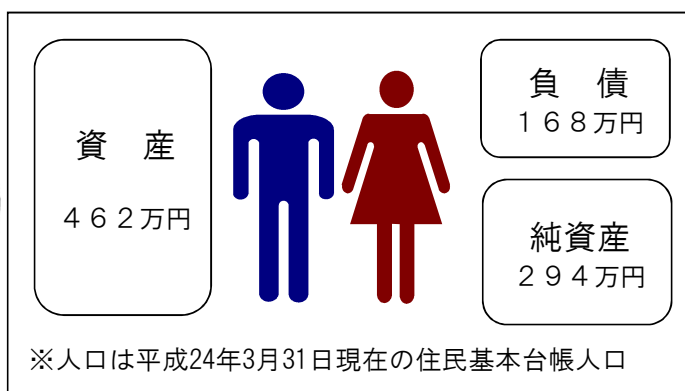 資　産
４６２万円
負　債
１６８万円
純資産
２９４万円
※人口は平成24年3月31日現在の住民基本台帳人口